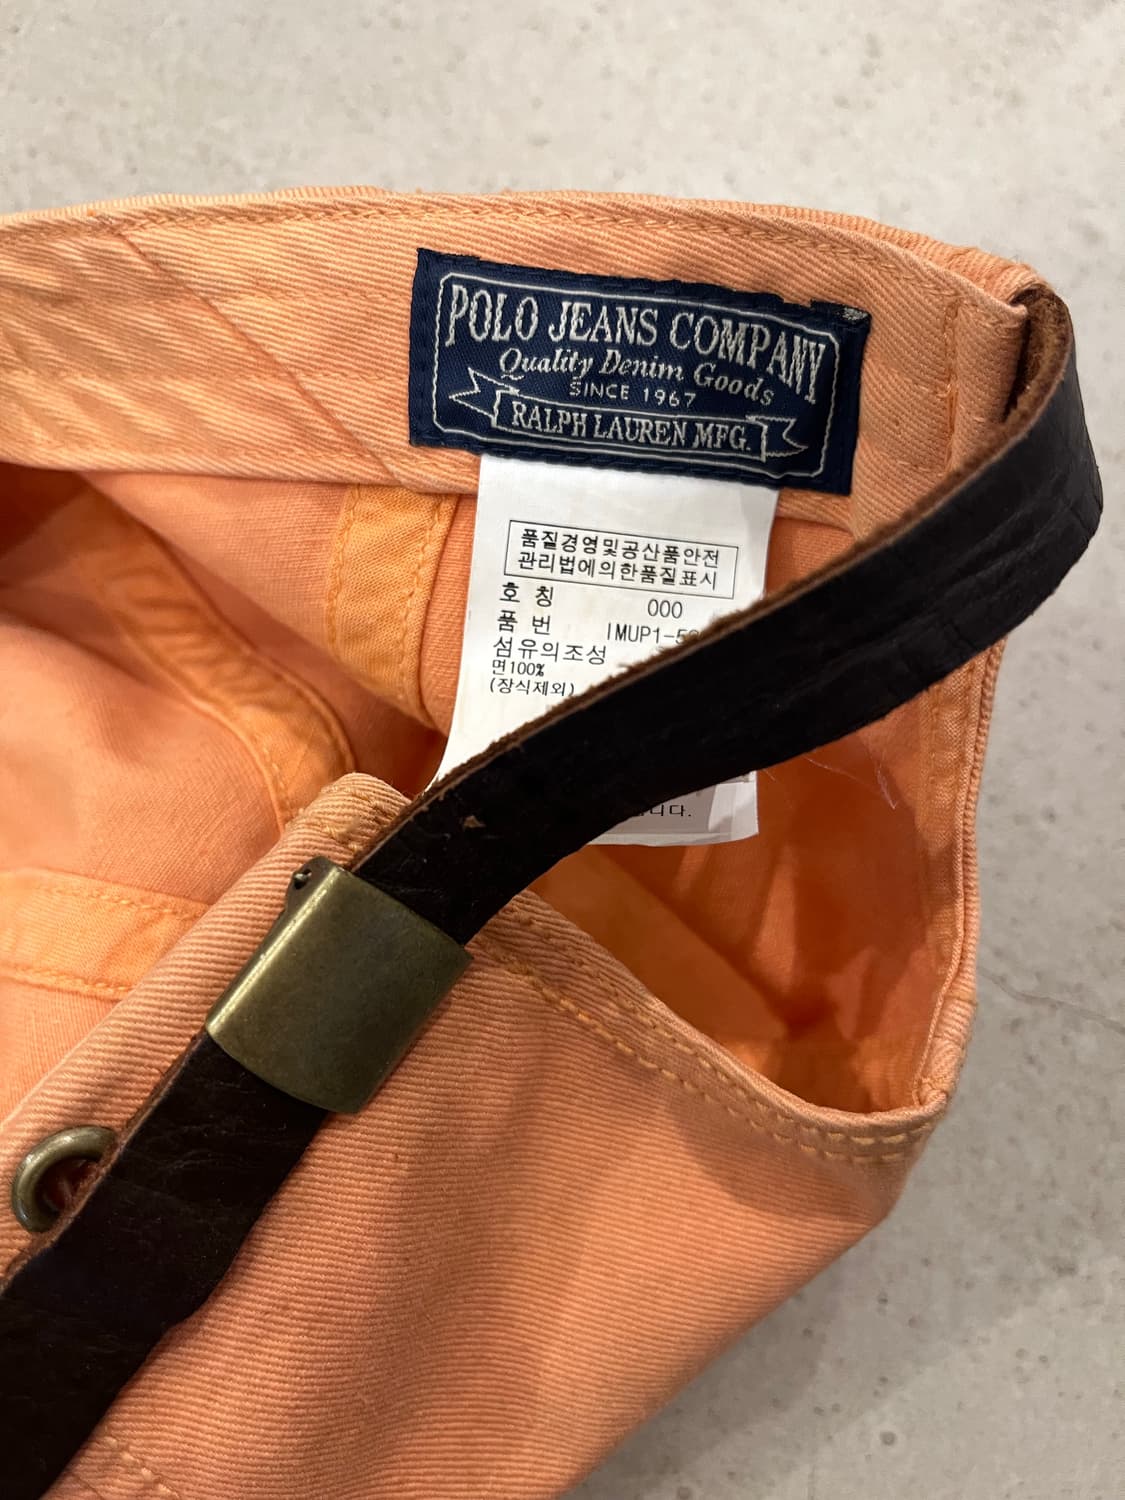 POLO JEANS COMPANY
Quality Denim Goods
SINCE 1967
RALPH LAUREN MFG.
품질경영및공산품안전
관리법에의한품질표시
호 칭 000
품 번
섬유의조성
면100%
(장식제외)